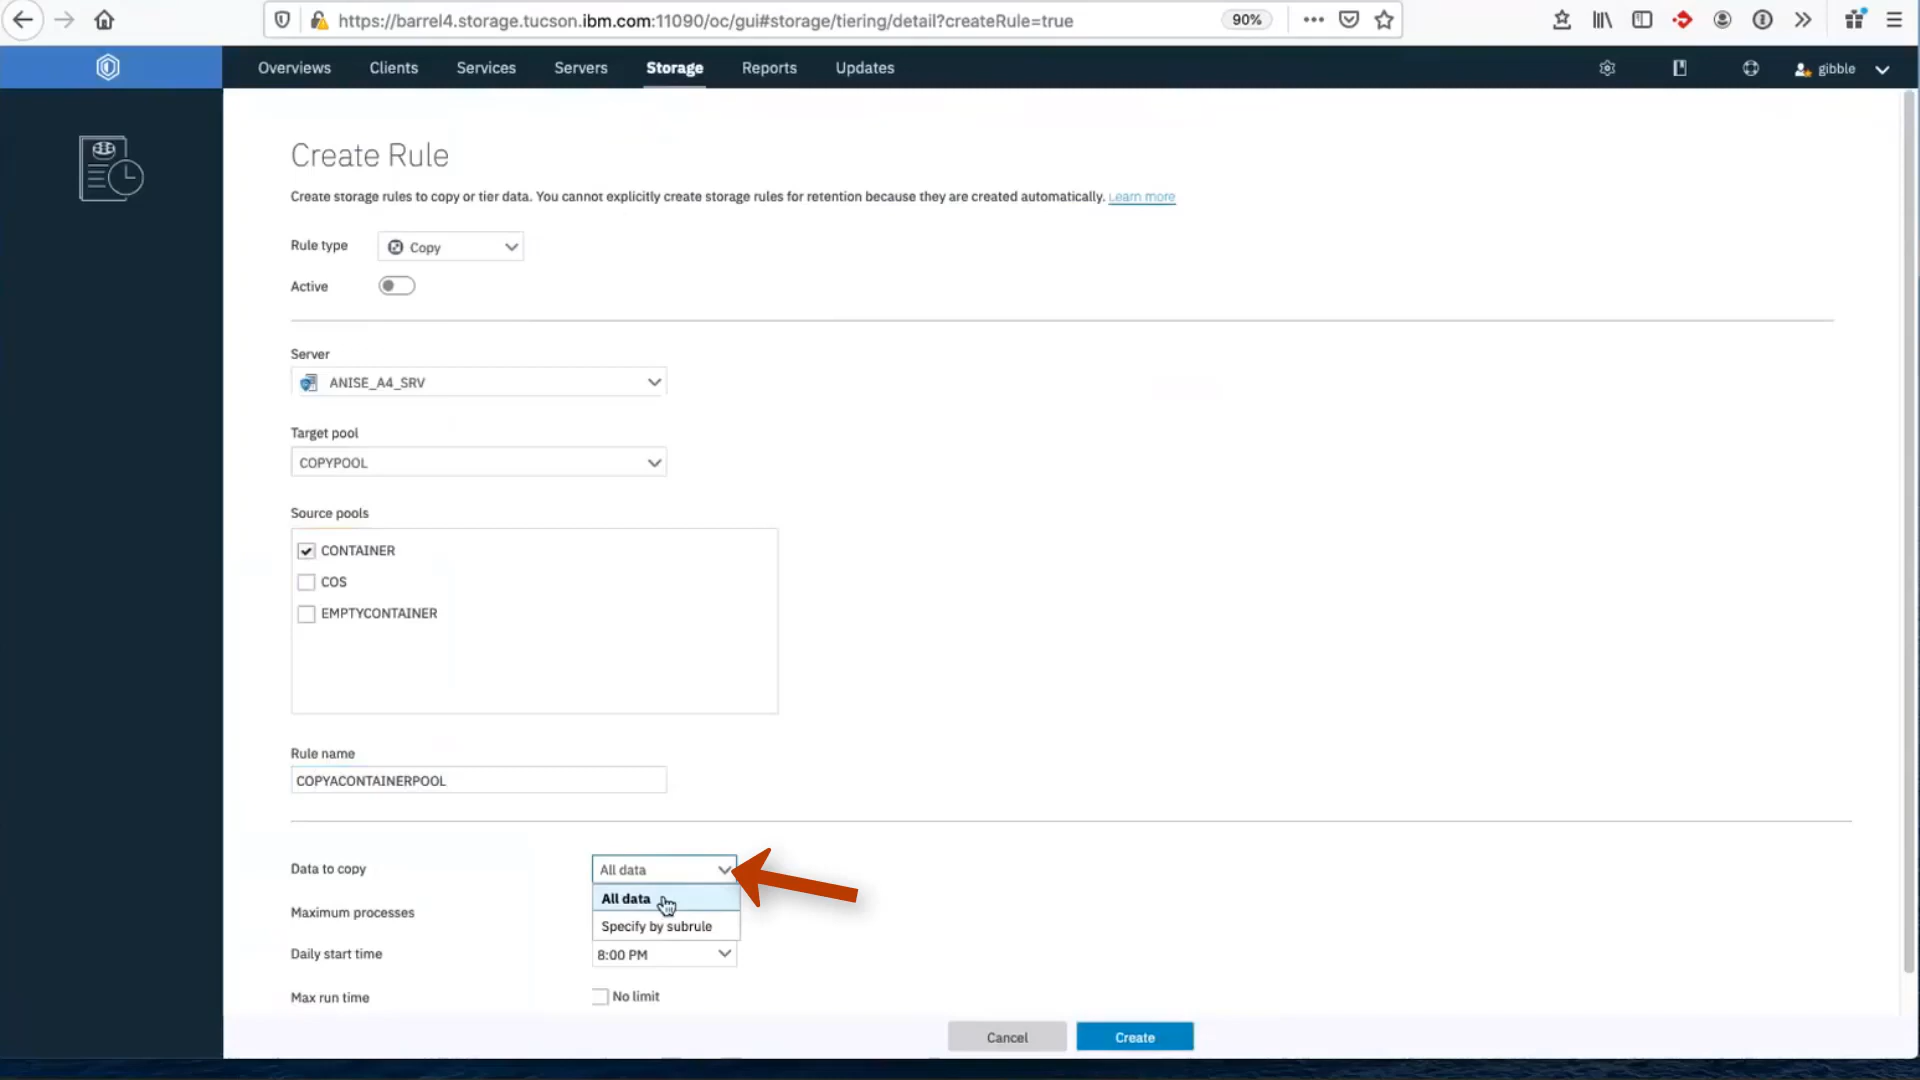 https://barrel4.storage.tucson.ibm.com:11090/oc/gui#storage/tiering/detail?createRule=true
90%
Overviews
Clients
Services
Servers
Storage
Reports
Updates
gibble
Create Rule
Create storage rules to copy or tier data. You cannot explicitly create storage rules for retention because they are created automatically. Learn more
Rule type
Copy
Active
Server
ANISE_A4_SRV
Target pool
COPYPOOL
Source pools
CONTAINER
COS
EMPTYCONTAINER
Rule name
COPYACONTAINERPOOL
Data to copy
All data
All data
Maximum processes
Specify by subrule
Daily start time
8:00 PM
Max run time
No limit
Cancel
Create